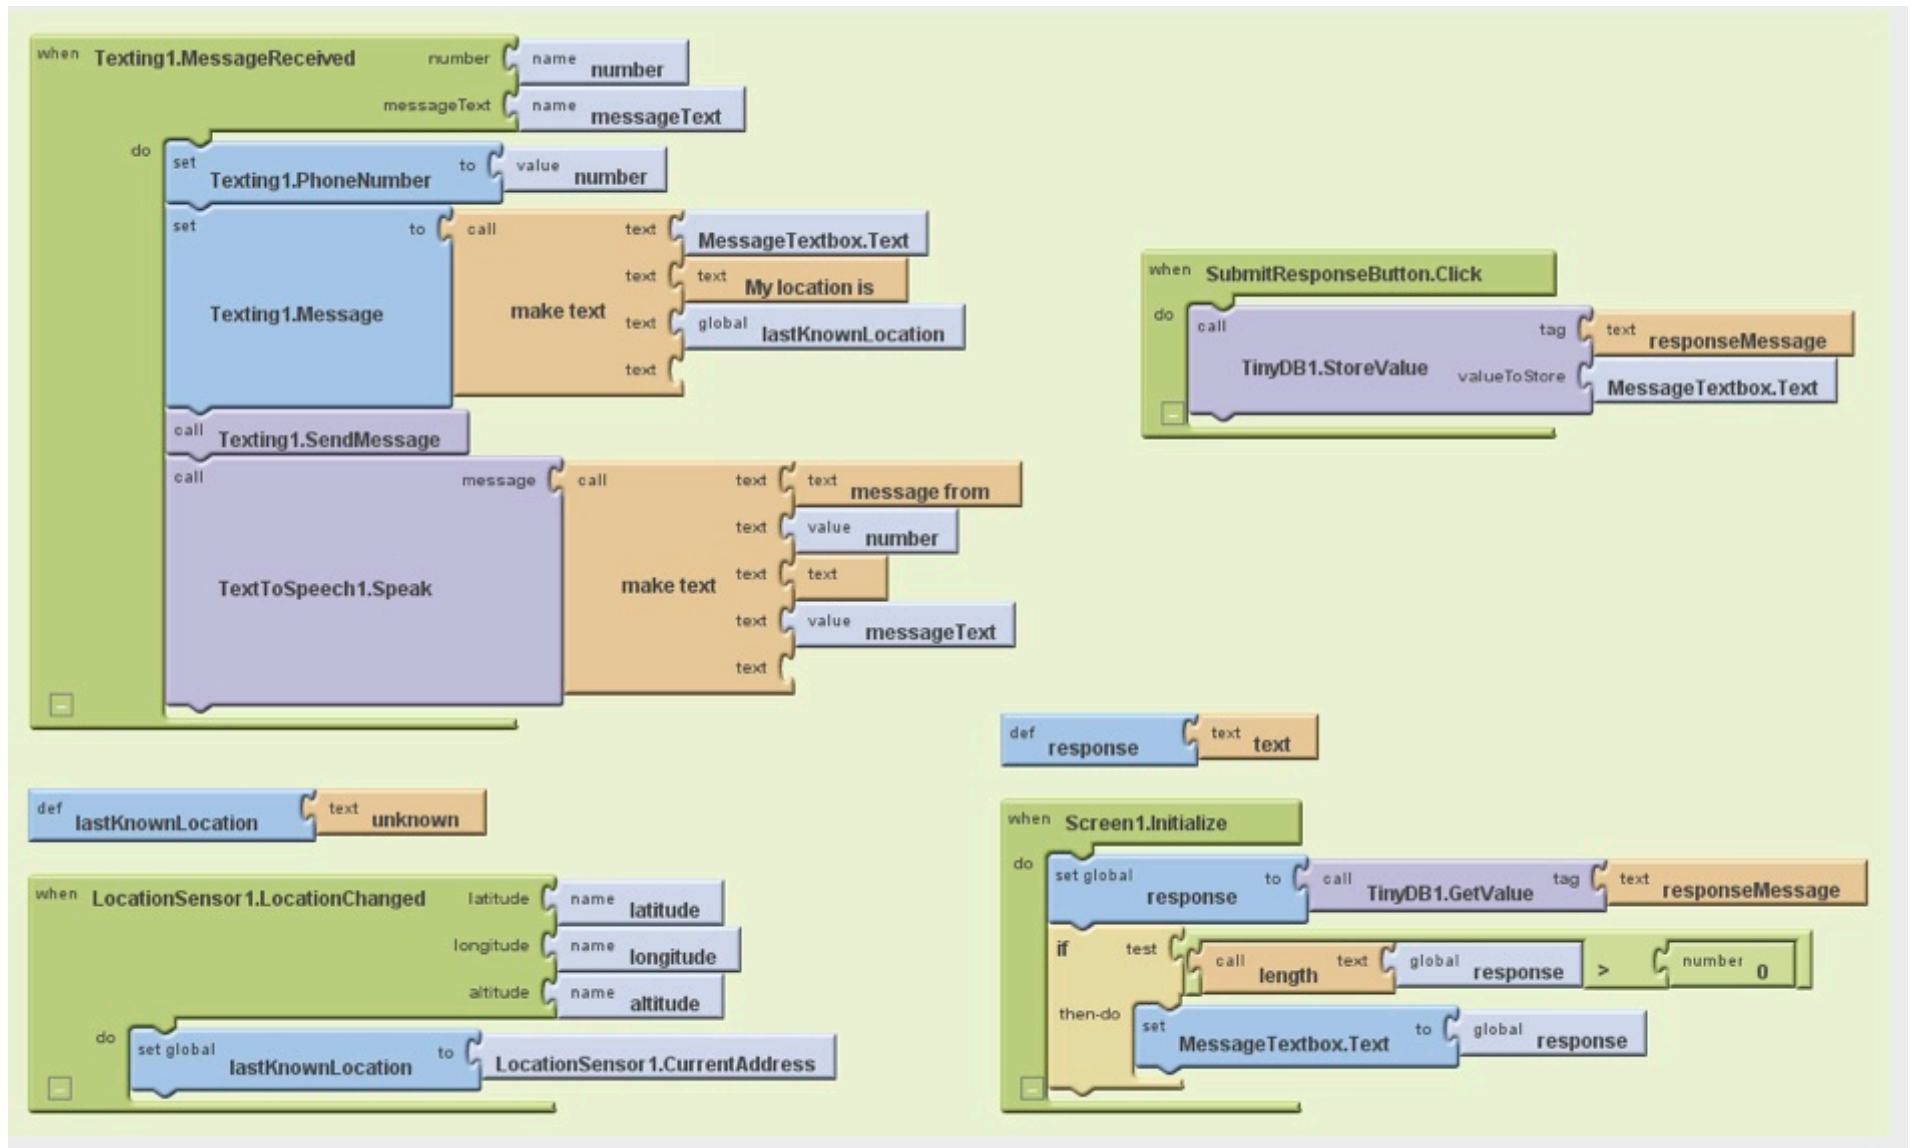 when Texting1.MessageReceived number name number
messageText name messageText
do set Texting1.PhoneNumber to value number
set Texting1.Message to call make text text MessageTextbox.Text
text text My location is
text global lastKnownLocation
text
call Texting1.SendMessage
call TextToSpeech1.Speak message call make text text text message from
text value number
text text
text value messageText
text
when SubmitResponseButton.Click
do call TinyDB1.StoreValue tag text responseMessage
valueToStore MessageTextbox.Text
def lastKnownLocation text unknown
when LocationSensor1.LocationChanged latitude name latitude
longitude name longitude
altitude name altitude
do set global lastKnownLocation to LocationSensor1.CurrentAddress
def response text text
when Screen1.Initialize
do set global response to call TinyDB1.GetValue tag text responseMessage
if test call length text global response > number 0
then-do set MessageTextbox.Text to global response